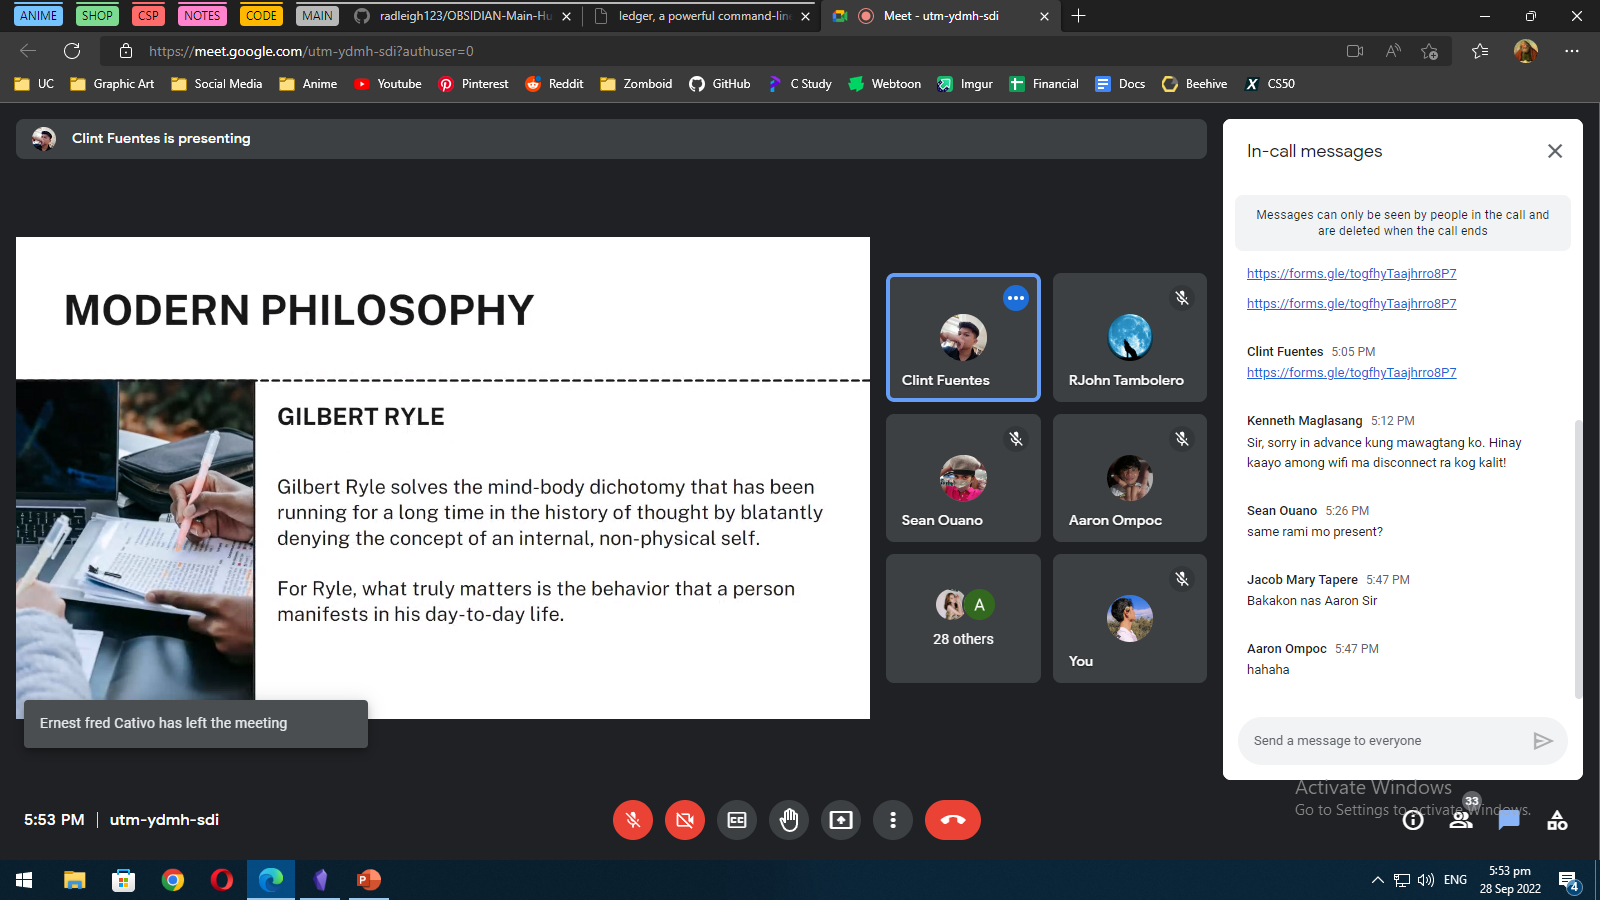 ANIME
SHOP
CSP
NOTES
CODE
MAIN
radleigh123/OBSIDIAN-Main-Hu
ledger, a powerful command-line
Meet - utm-ydmh-sdi
https://meet.google.com/utm-ydmh-sdi?authuser=0
UC
Graphic Art
Social Media
Anime
Youtube
Pinterest
Reddit
Zomboid
GitHub
C Study
Webtoon
Imgur
Financial
Docs
Beehive
CS50
Clint Fuentes is presenting
MODERN PHILOSOPHY
GILBERT RYLE
Gilbert Ryle solves the mind-body dichotomy that has been
running for a long time in the history of thought by blatantly
denying the concept of an internal, non-physical self.
For Ryle, what truly matters is the behavior that a person
manifests in his day-to-day life.
Ernest fred Cativo has left the meeting
Clint Fuentes
RJohn Tambolero
Sean Ouano
Aaron Ompoc
A
28 others
You
In-call messages
Messages can only be seen by people in the call and
are deleted when the call ends
https://forms.gle/togfhyTaajhrro8P7
https://forms.gle/togfhyTaajhrro8P7
Clint Fuentes 5:05 PM
https://forms.gle/togfhyTaajhrro8P7
Kenneth Maglasang 5:12 PM
Sir, sorry in advance kung mawagtang ko. Hinay
kaayo among wifi ma disconnect ra kog kalit!
Sean Ouano 5:26 PM
same rami mo present?
Jacob Mary Tapere 5:47 PM
Bakakon nas Aaron Sir
Aaron Ompoc 5:47 PM
hahaha
Send a message to everyone
Activate Windows
Go to Settings to activate Windows.
33
5:53 PM | utm-ydmh-sdi
ENG
5:53 pm
28 Sep 2022
4